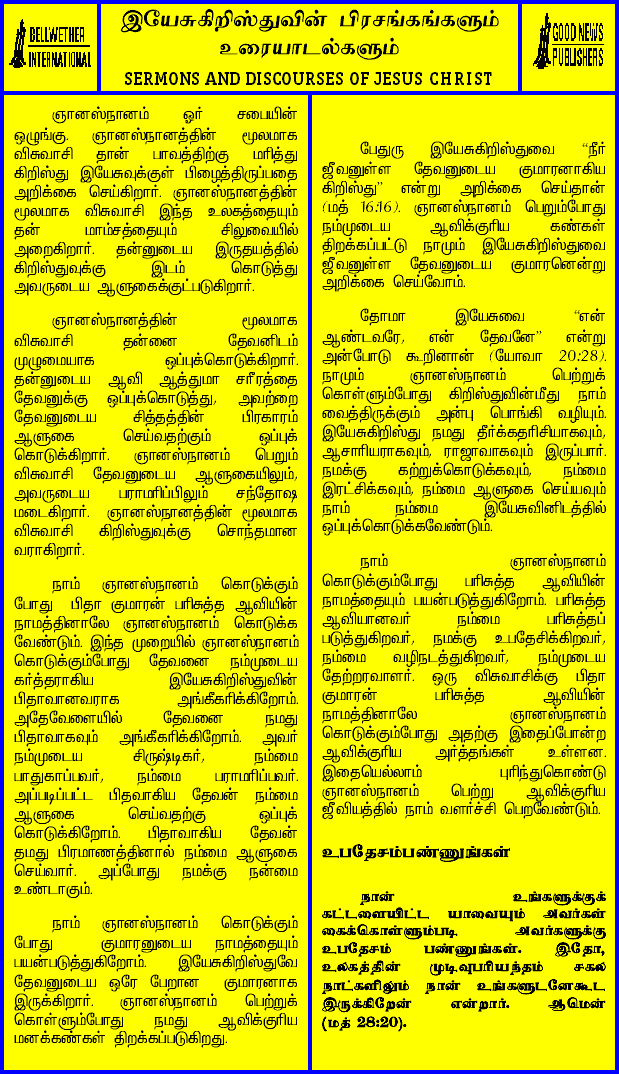 BELLWETHER
INTERNATIONAL
இயேசுகிறிஸ்துவின் பிரசங்கங்களும்
உரையாடல்களும்
SERMONS AND DISCOURSES OF JESUS CHRIST
GOOD NEWS
PUBLISHERS
ஞானஸ்நானம் ஓர் சபையின்
ஒழுங்கு. ஞானஸ்நானத்தின் மூலமாக
விசுவாசி தான் பாவத்திற்கு மரித்து
கிறிஸ்து இயேசுவுக்குள் பிழைத்திருப்பதை
அறிக்கை செய்கிறார். ஞானஸ்நானத்தின்
மூலமாக விசுவாசி இந்த உலகத்தையும்
தன் மாம்சத்தையும் சிலுவையில்
அறைகிறார். தன்னுடைய இருதயத்தில்
கிறிஸ்துவுக்கு இடம் கொடுத்து
அவருடைய ஆளுகைக்குட்படுகிறார்.
ஞானஸ்நானத்தின் மூலமாக
விசுவாசி தன்னை தேவனிடம்
முழுமையாக ஒப்புக்கொடுக்கிறார்.
தன்னுடைய ஆவி ஆத்துமா சரீரத்தை
தேவனுக்கு ஒப்புக்கொடுத்து, அவற்றை
தேவனுடைய சித்தத்தின் பிரகாரம்
ஆளுகை செய்வதற்கும் ஒப்புக்
கொடுக்கிறார். ஞானஸ்நானம் பெறும்
விசுவாசி தேவனுடைய ஆளுகையிலும்,
அவருடைய பராமரிப்பிலும் சந்தோஷ
மடைகிறார். ஞானஸ்நானத்தின் மூலமாக
விசுவாசி கிறிஸ்துவுக்கு சொந்தமான
வராகிறார்.
நாம் ஞானஸ்நானம் கொடுக்கும்
போது பிதா குமாரன் பரிசுத்த ஆவியின்
நாமத்தினாலே ஞானஸ்நானம் கொடுக்க
வேண்டும். இந்த முறையில் ஞானஸ்நானம்
கொடுக்கும்போது தேவனை நம்முடைய
கர்த்தராகிய இயேசுகிறிஸ்துவின்
பிதாவானவராக அங்கீகரிக்கிறோம்.
அதேவேளையில் தேவனை நமது
பிதாவாகவும் அங்கீகரிக்கிறோம். அவர்
நம்முடைய சிருஷ்டிகர், நம்மை
பாதுகாப்பவர், நம்மை பராமரிப்பவர்.
அப்படிப்பட்ட பிதவாகிய தேவன் நம்மை
ஆளுகை செய்வதற்கு ஒப்புக்
கொடுக்கிறோம். பிதாவாகிய தேவன்
தமது பிரமாணத்தினால் நம்மை ஆளுகை
செய்வார். அப்போது நமக்கு நன்மை
உண்டாகும்.
நாம் ஞானஸ்நானம் கொடுக்கும்
போது குமாரனுடைய நாமத்தையும்
பயன்படுத்துகிறோம். இயேசுகிறிஸ்துவே
தேவனுடைய ஒரே பேறான குமாரனாக
இருக்கிறார். ஞானஸ்நானம் பெற்றுக்
கொள்ளும்போது நமது ஆவிக்குரிய
மனக்கண்கள் திறக்கப்படுகிறது.
பேதுரு இயேசுகிறிஸ்துவை “நீர்
ஜீவனுள்ள தேவனுடைய குமாரனாகிய
கிறிஸ்து” என்று அறிக்கை செய்தான்
(மத் 16:16). ஞானஸ்நானம் பெறும்போது
நம்முடைய ஆவிக்குரிய கண்கள்
திறக்கப்பட்டு நாமும் இயேசுகிறிஸ்துவை
ஜீவனுள்ள தேவனுடைய குமாரனென்று
அறிக்கை செய்வோம்.
தோமா இயேசுவை “என்
ஆண்டவரே, என் தேவனே” என்று
அன்போடு கூறினான் (யோவா 20:28).
நாமும் ஞானஸ்நானம் பெற்றுக்
கொள்ளும்போது கிறிஸ்துவின்மீது நாம்
வைத்திருக்கும் அன்பு பொங்கி வழியும்.
இயேசுகிறிஸ்து நமது தீர்க்கதரிசியாகவும்,
ஆசாரியராகவும், ராஜாவாகவும் இருப்பார்.
நமக்கு கற்றுக்கொடுக்கவும், நம்மை
இரட்சிக்கவும், நம்மை ஆளுகை செய்யவும்
நாம் நம்மை இயேசுவினிடத்தில்
ஒப்புக்கொடுக்கவேண்டும்.
நாம் ஞானஸ்நானம்
கொடுக்கும்போது பரிசுத்த ஆவியின்
நாமத்தையும் பயன்படுத்துகிறோம். பரிசுத்த
ஆவியானவர் நம்மை பரிசுத்தப்
படுத்துகிறவர், நமக்கு உபதேசிக்கிறவர்,
நம்மை வழிநடத்துகிறவர், நம்முடைய
தேற்றரவாளர். ஒரு விசுவாசிக்கு பிதா
குமாரன் பரிசுத்த ஆவியின்
நாமத்தினாலே ஞானஸ்நானம்
கொடுக்கும்போது அதற்கு இதைப்போன்ற
ஆவிக்குரிய அர்த்தங்கள் உள்ளன.
இதையெல்லாம் புரிந்துகொண்டு
ஞானஸ்நானம் பெற்று ஆவிக்குரிய
ஜீவியத்தில் நாம் வளர்ச்சி பெறவேண்டும்.
உபதேசம்பண்ணுங்கள்
நான் உங்களுக்குக்
கட்டளையிட்ட யாவையும் அவர்கள்
கைக்கொள்ளும்படி அவர்களுக்கு
உபதேசம் பண்ணுங்கள். இதோ,
உலகத்தின் முடிவுபரியந்தம் சகல
நாட்களிலும் நான் உங்களுடனேகூட
இருக்கிறேன் என்றார். ஆமென்
(மத் 28:20).